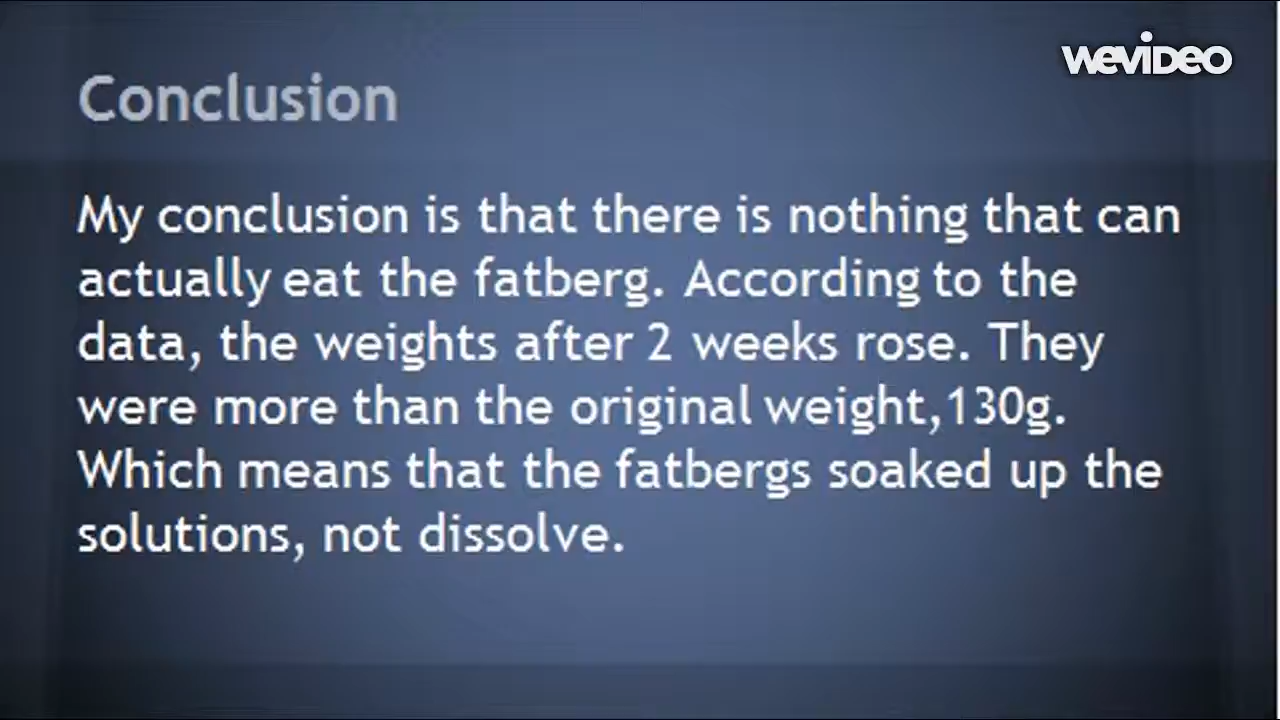 wevideo
Conclusion
My conclusion is that there is nothing that can
actually eat the fatberg. According to the
data, the weights after 2 weeks rose. They
were more than the original weight,130g.
Which means that the fatbergs soaked up the
solutions, not dissolve.